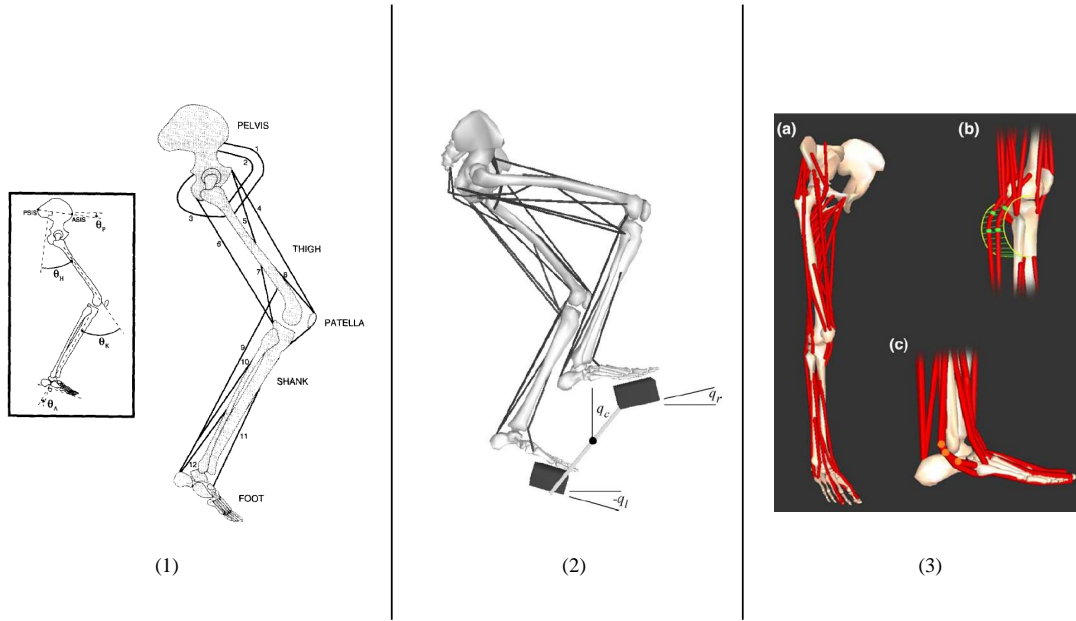 PSIS
ASIS
θP
θH
θK
θA
PELVIS
1
2
3
4
5
6
THIGH
7
8
PATELLA
9
10
SHANK
11
12
FOOT
(1)
qc
qr
-ql
(2)
(a)
(b)
(c)
(3)